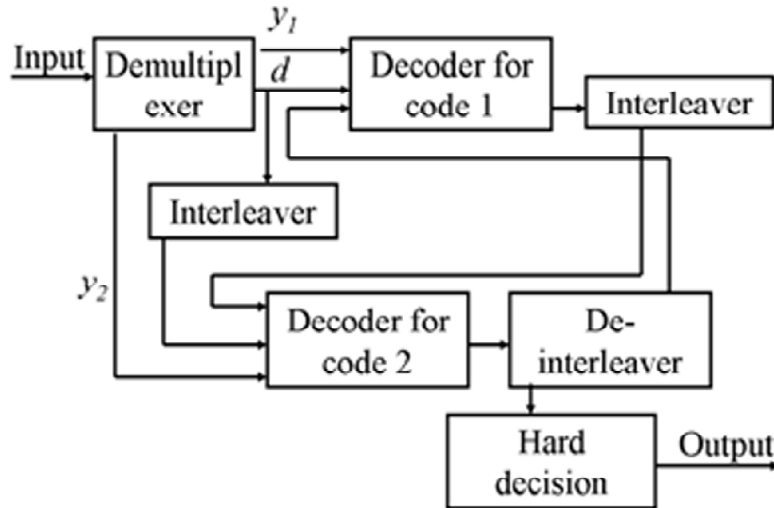 Input
Demultipl
exer
y1
d
Decoder for
code 1
Interleaver
Interleaver
y2
Decoder for
code 2
De-
interleaver
Hard
decision
Output